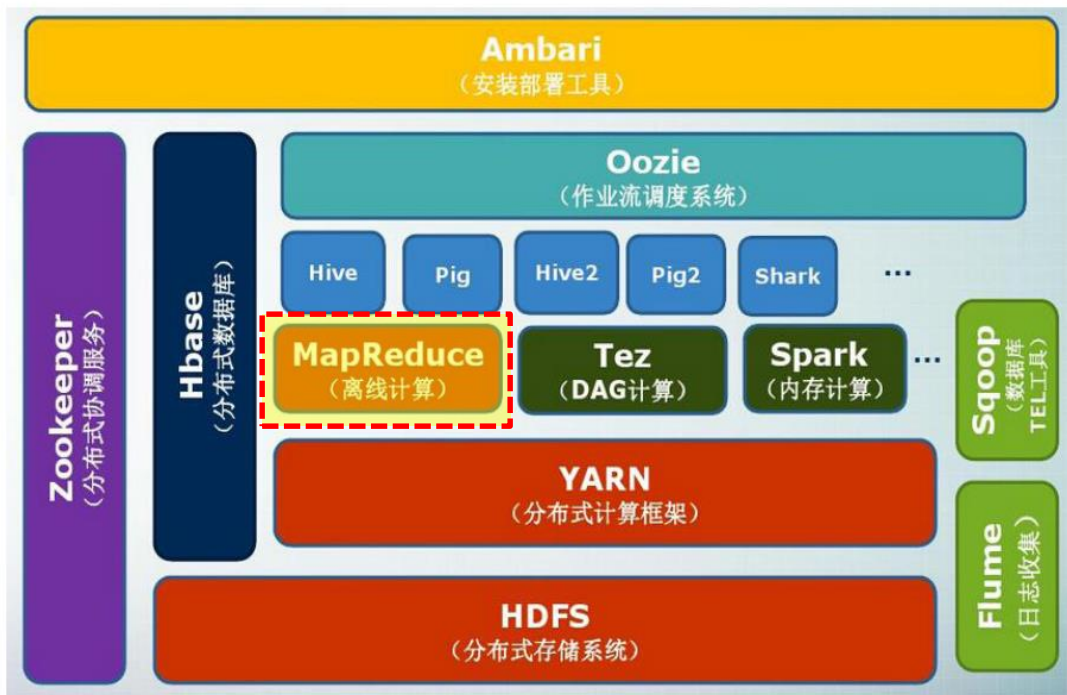 Ambari
（安装部署工具）
Zookeeper
（分布式协调服务）
Hbase
（分布式数据库）
Oozie
（作业流调度系统）
Hive
Pig
Hive2
Pig2
Shark
...
MapReduce
（离线计算）
Tez
（DAG计算）
Spark
（内存计算）
...
Sqoop
（数据库
TEL工具）
YARN
（分布式计算框架）
Flume
（日志收集）
HDFS
（分布式存储系统）